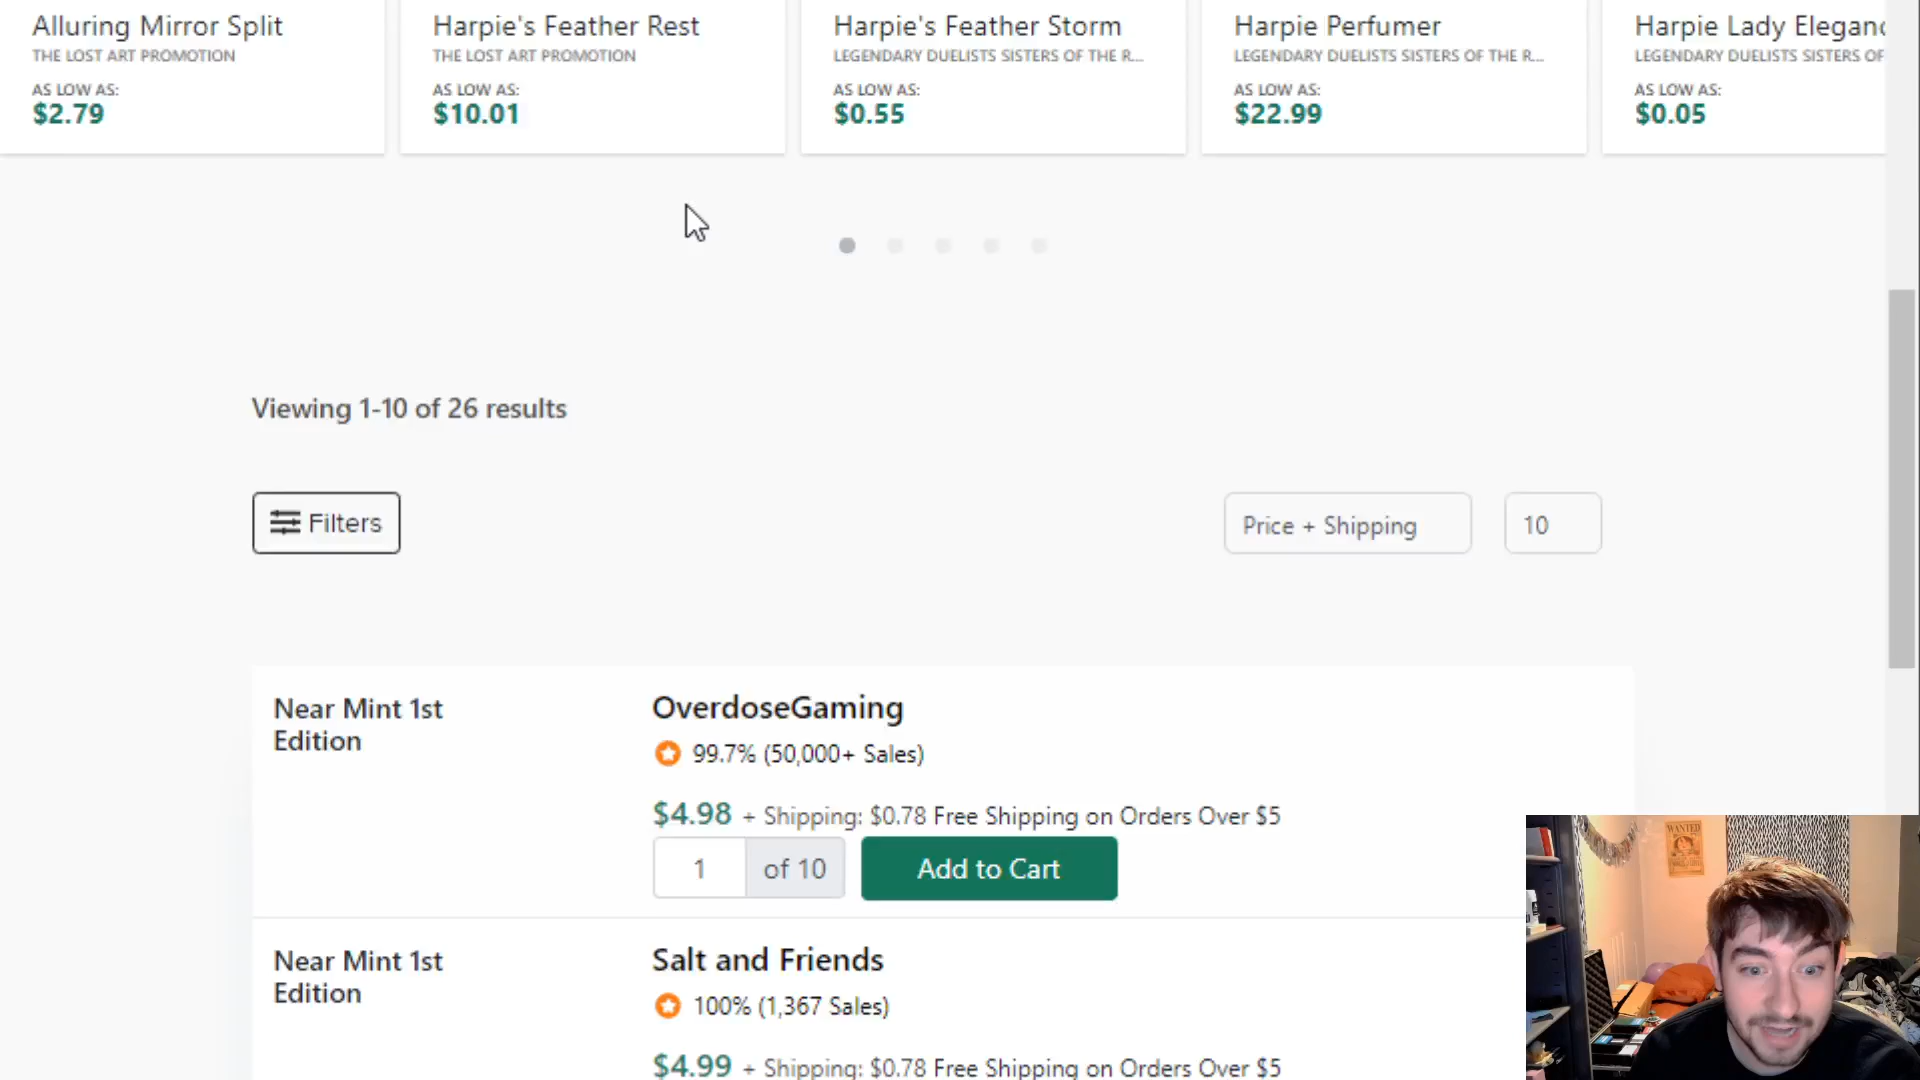 Alluring Mirror Split
THE LOST ART PROMOTION
AS LOW AS:
$2.79
Harpie's Feather Rest
THE LOST ART PROMOTION
AS LOW AS:
$10.01
Harpie's Feather Storm
LEGENDARY DUELISTS SISTERS OF THE R...
AS LOW AS:
$0.55
Harpie Perfumer
LEGENDARY DUELISTS SISTERS OF THE R...
AS LOW AS:
$22.99
Harpie Lady Eleganc
LEGENDARY DUELISTS SISTERS OF
AS LOW AS:
$0.05
Viewing 1-10 of 26 results
Filters
Price + Shipping
10
Near Mint 1st
Edition
OverdoseGaming
99.7% (50,000+ Sales)
$4.98 + Shipping: $0.78 Free Shipping on Orders Over $5
1 of 10 Add to Cart
Near Mint 1st
Edition
Salt and Friends
100% (1,367 Sales)
$4.99 + Shipping: $0.78 Free Shipping on Orders Over $5
WANTED